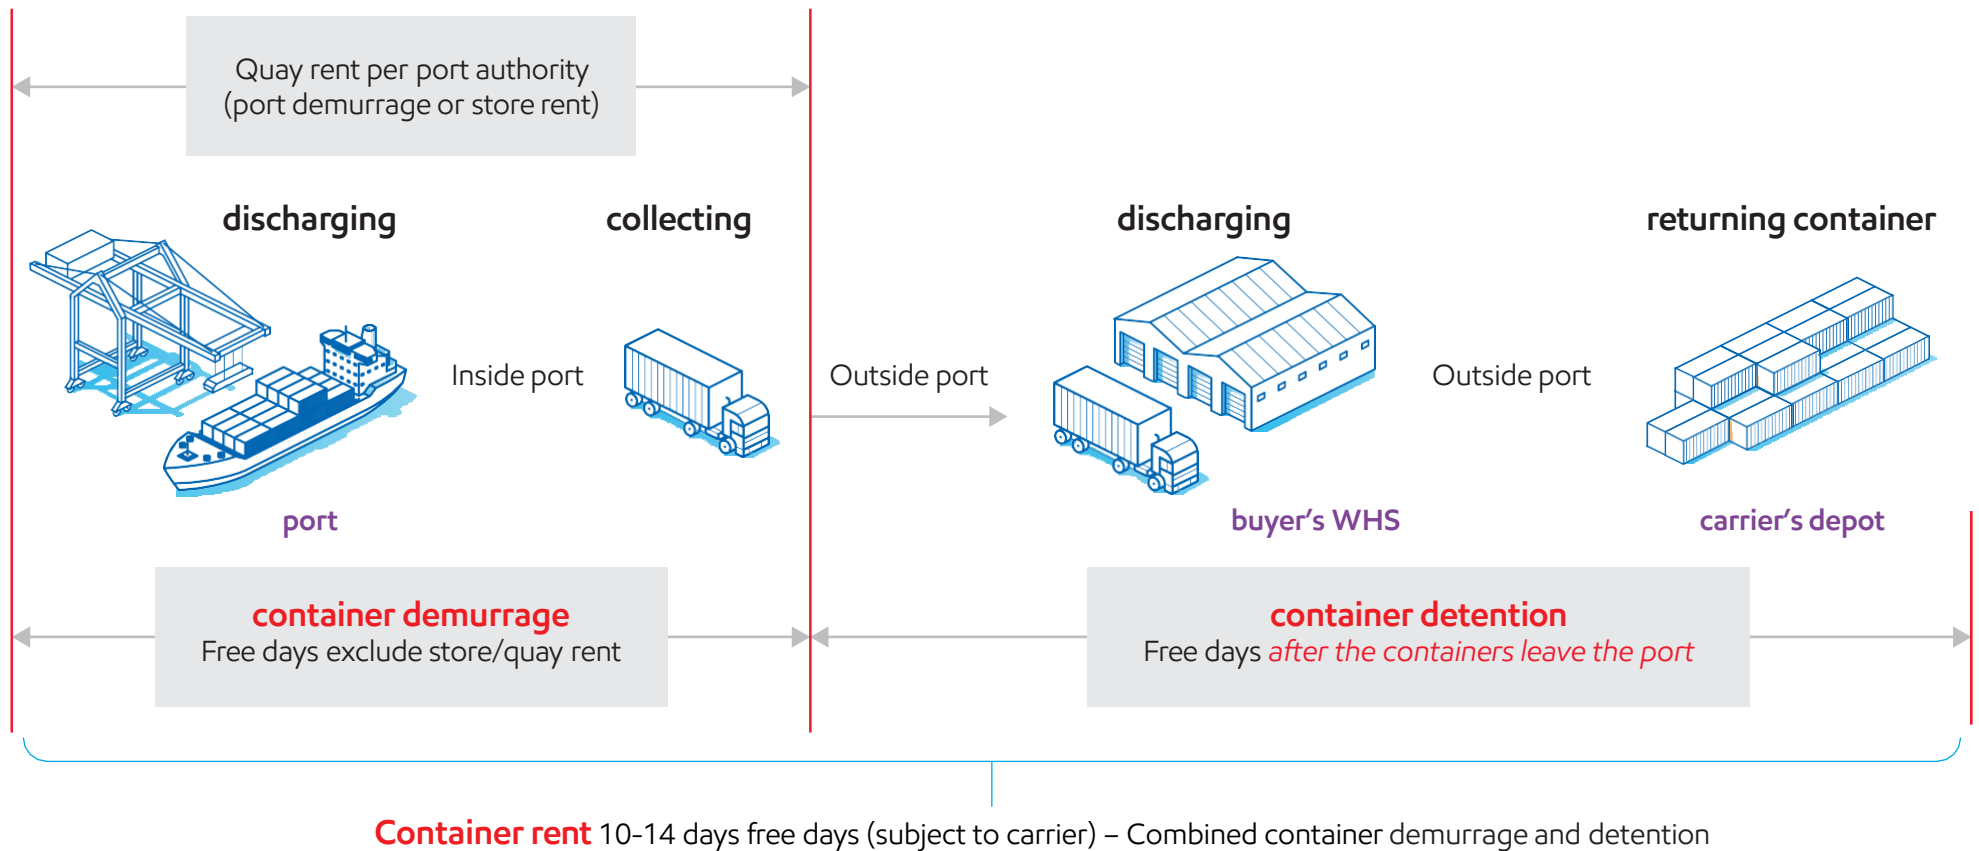 Quay rent per port authority
(port demurrage or store rent)
discharging
collecting
discharging
returning container
Inside port
Outside port
Outside port
port
buyer's WHS
carrier's depot
container demurrage
Free days exclude store/quay rent
container detention
Free days after the containers leave the port
Container rent 10-14 days free days (subject to carrier) – Combined container demurrage and detention